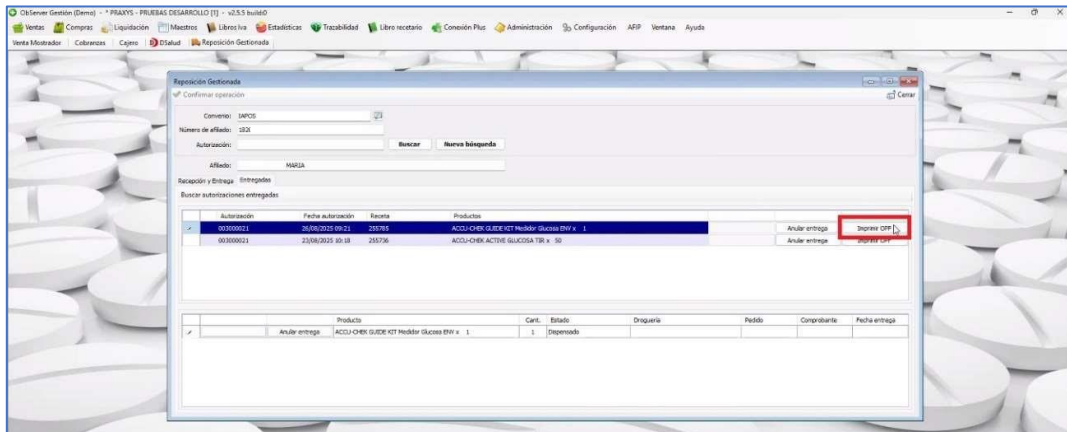 ObServer Gestión (Demo) - * PRAXYS - PRUEBAS DESARROLLO [1] - v2.5.5 build:0
Ventas Compras Liquidación Maestros Libros Iva Estadísticas Trazabilidad Libro recetario Conexión Plus Administración Configuración AFIP Ventana Ayuda
Venta Mostrador Cobranzas Cajero DSalud Reposición Gestionada
Reposición Gestionada
Confirmar operación Cerrar
Convenio: IAPOS
Número de afiliado: 182(
Autorización: Buscar Nueva búsqueda
Afiliado: MARIA
Recepción y Entrega Entregadas
Buscar autorizaciones entregadas
Autorización Fecha autorización Receta Productos
003000021 26/08/2025 09:21 255785 ACCU-CHEK GUIDE KIT Medidor Glucosa ENV x 1 Anular entrega Imprimir OFP
003000021 23/08/2025 10:18 255736 ACCU-CHEK ACTIVE GLUCOSA TIR x 50 Anular entrega Imprimir OFP
Producto Cant. Estado Droguería Pedido Comprobante Fecha entrega
Anular entrega ACCU-CHEK GUIDE KIT Medidor Glucosa ENV x 1 1 Dispensado